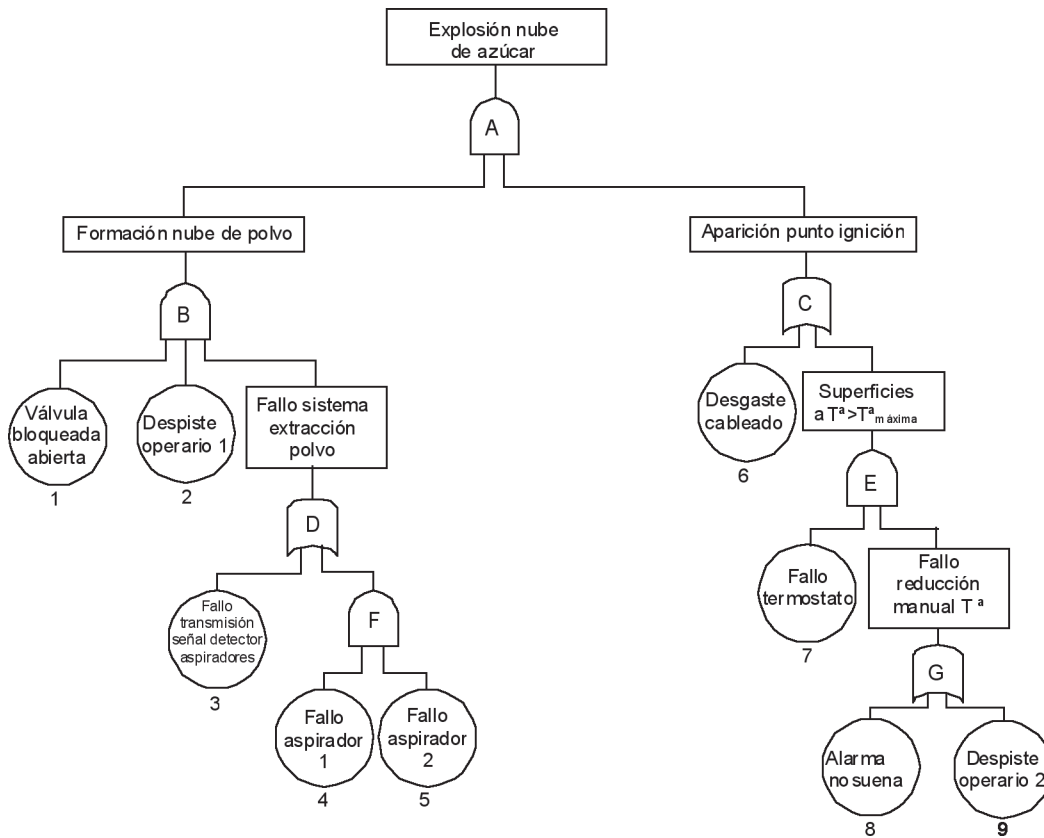 Explosión nube
de azúcar
A
Formación nube de polvo
Aparición punto ignición
B
C
Válvula
bloqueada
abierta
1
Despiste
operario 1
2
Fallo sistema
extracción
polvo
Desgaste
cableado
6
Superficies
a Tª>Tª máxima
D
E
Fallo
transmisión
señal detector
aspiradores
3
F
Fallo
termostato
7
Fallo
reducción
manual T ª
G
Fallo
aspirador
1
4
Fallo
aspirador
2
5
Alarma
no suena
8
Despiste
operario 2
9